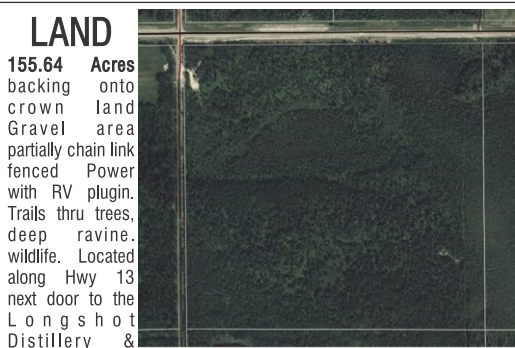 LAND
155.64 Acres
backing onto
crown land
Gravel area
partially chain link
fenced Power
with RV plugin.
Trails thru trees,
deep ravine.
wildlife. Located
along Hwy 13
next door to the
Longshot
Distillery &